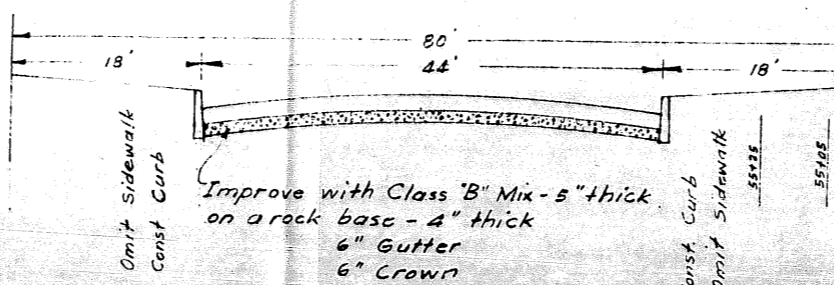 80'
18'
44'
18'
Improve with Class "B" Mix - 5" thick
on a rock base - 4" thick
6" Gutter
6" Crown
Omit Sidewalk
Const Curb
Const. Curb
Omit Sidewalk
55+25
55+05